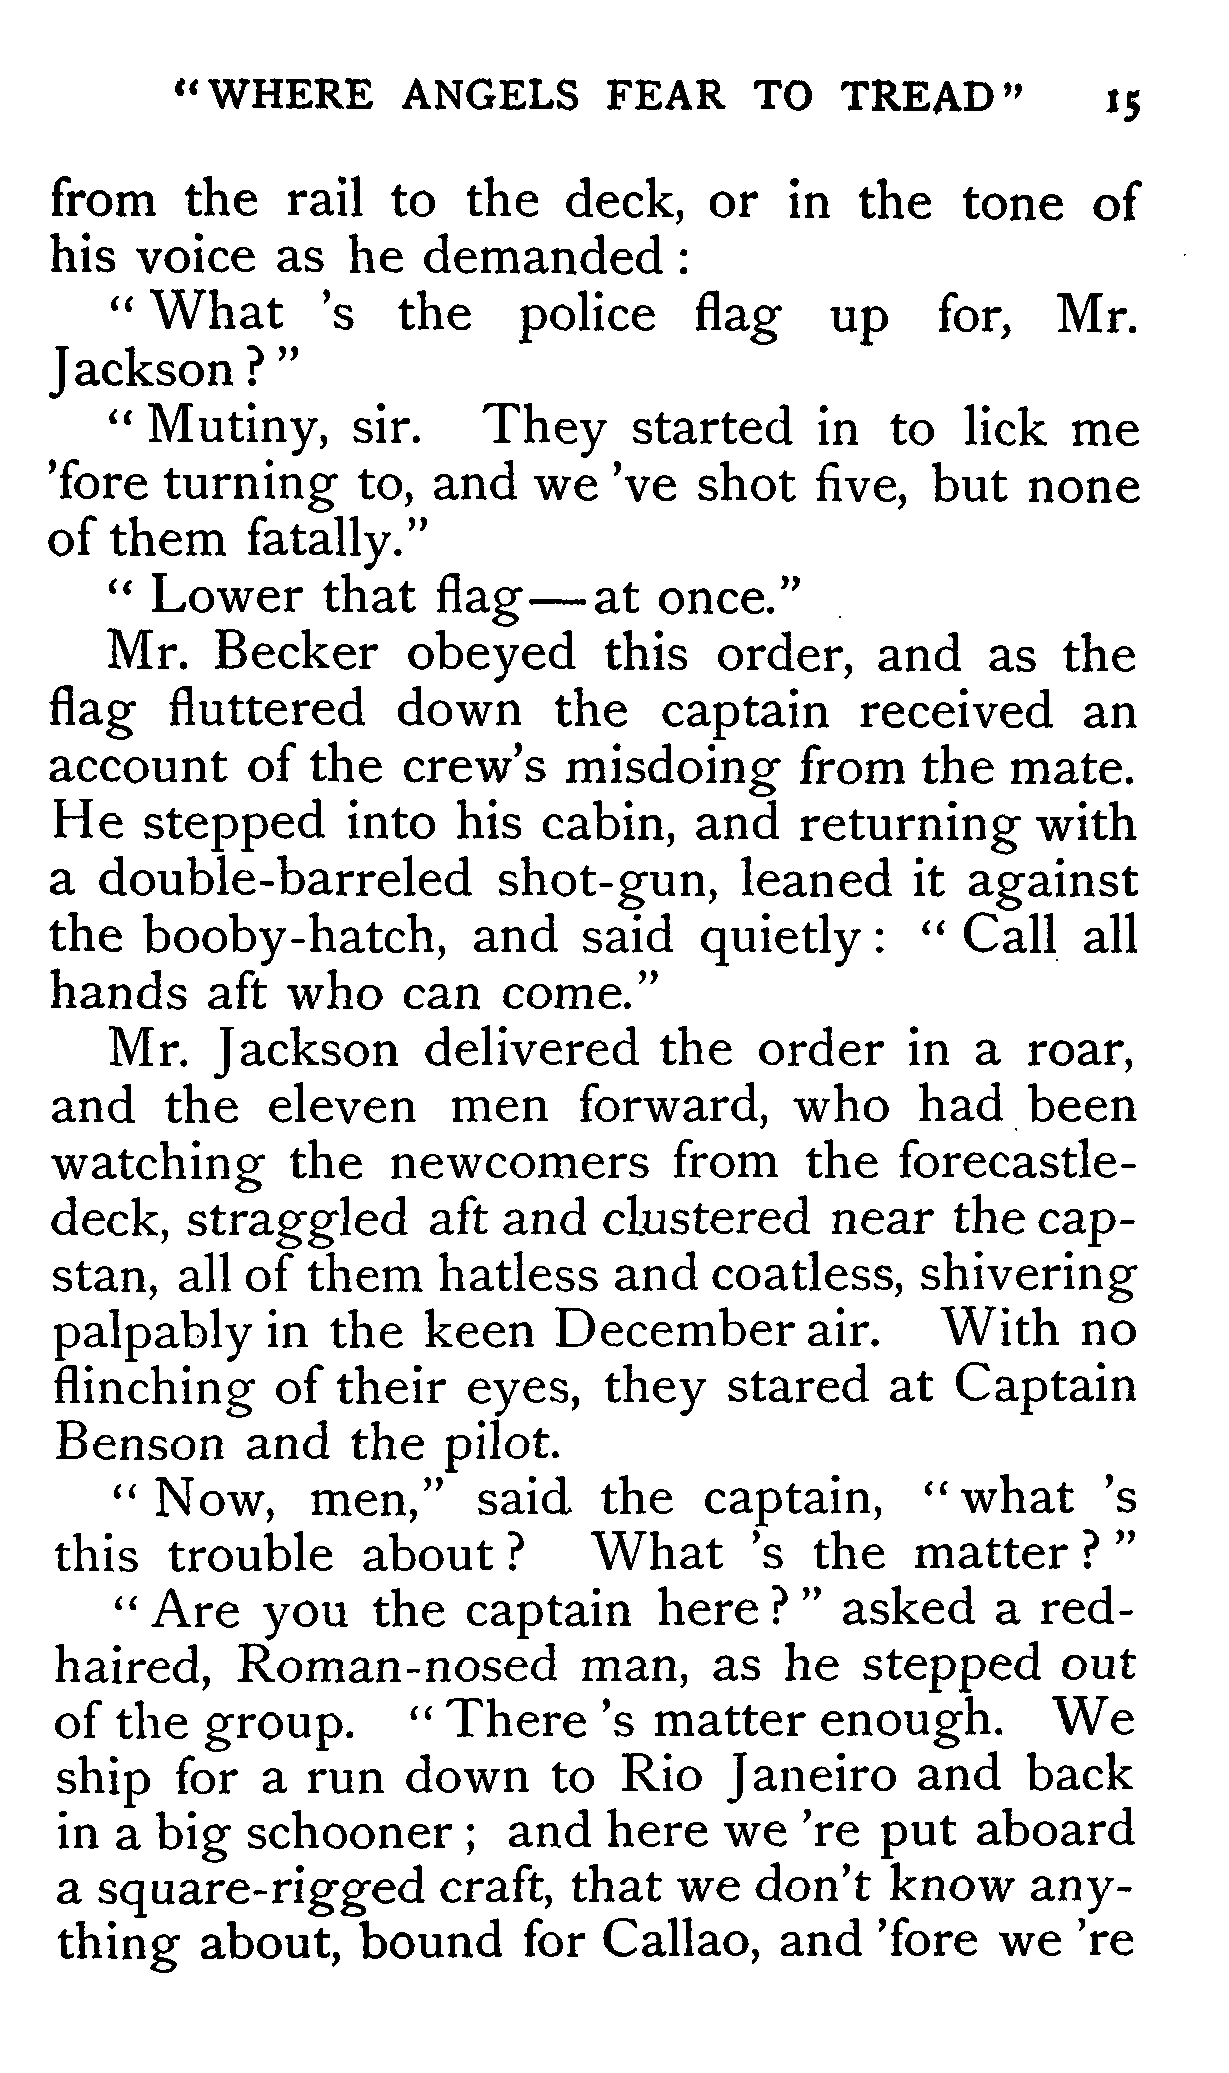 "WHERE ANGELS FEAR TO TREAD" 15
from the rail to the deck, or in the tone of
his voice as he demanded :
" What 's the police flag up for, Mr.
Jackson ? "
" Mutiny, sir. They started in to lick me
'fore turning to, and we 've shot five, but none
of them fatally."
" Lower that flag—at once."
Mr. Becker obeyed this order, and as the
flag fluttered down the captain received an
account of the crew's misdoing from the mate.
He stepped into his cabin, and returning with
a double-barreled shot-gun, leaned it against
the booby-hatch, and said quietly : " Call all
hands aft who can come."
Mr. Jackson delivered the order in a roar,
and the eleven men forward, who had been
watching the newcomers from the forecastle-
deck, straggled aft and clustered near the cap-
stan, all of them hatless and coatless, shivering
palpably in the keen December air. With no
flinching of their eyes, they stared at Captain
Benson and the pilot.
" Now, men," said the captain, " what 's
this trouble about ? What 's the matter ? "
" Are you the captain here ? " asked a red-
haired, Roman-nosed man, as he stepped out
of the group. " There 's matter enough. We
ship for a run down to Rio Janeiro and back
in a big schooner ; and here we 're put aboard
a square-rigged craft, that we don't know any-
thing about, bound for Callao, and 'fore we 're